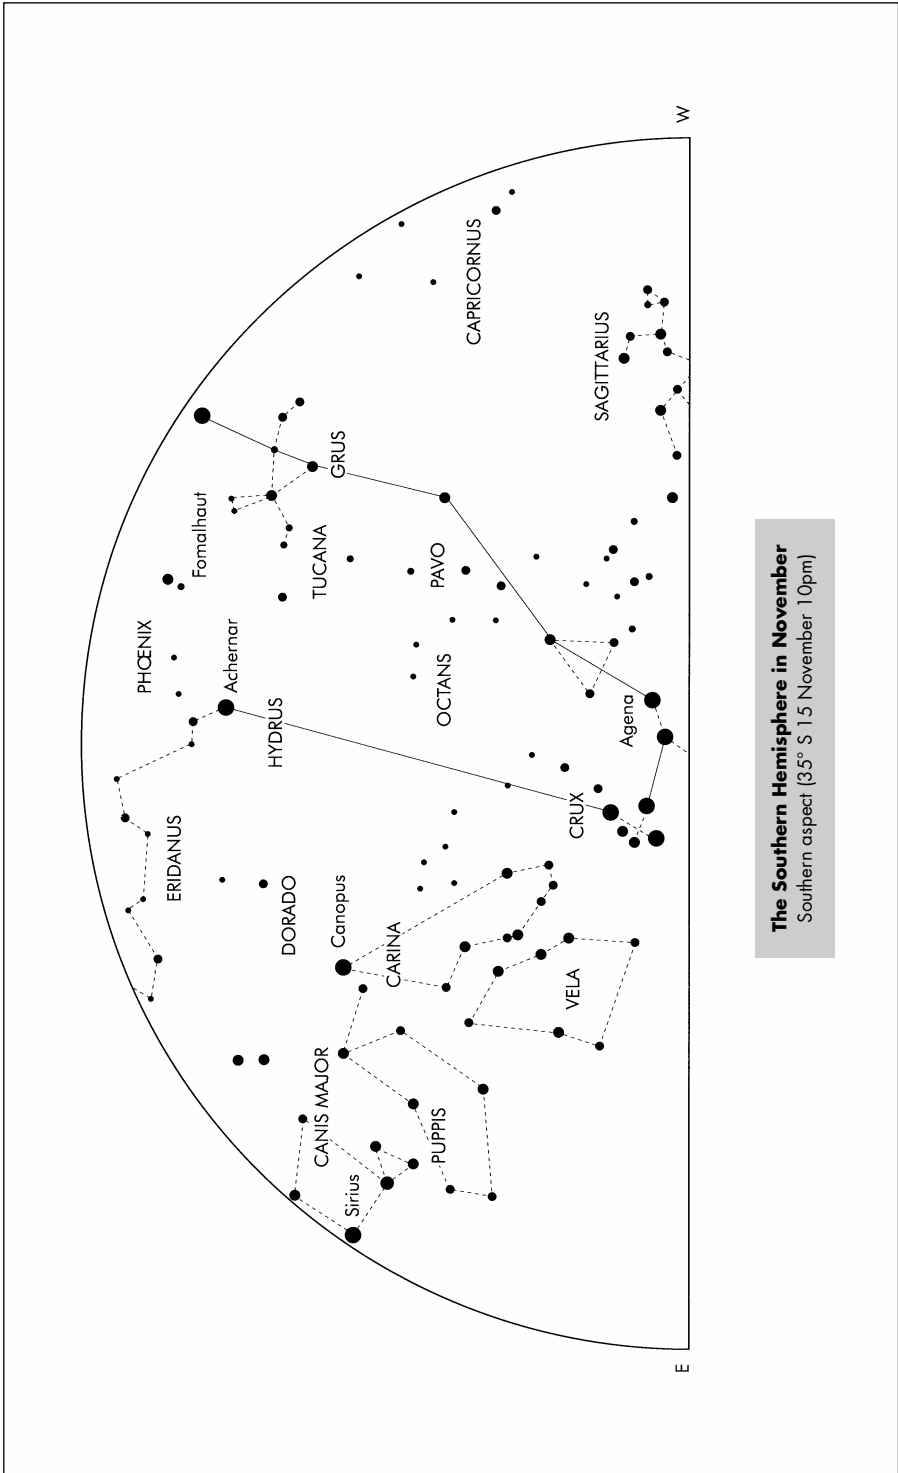 PHŒNIX
Fomalhaut
Achernar
GRUS
CAPRICORNUS
SAGITTARIUS
TUCANA
PAVO
HYDRUS
OCTANS
Agena
ERIDANUS
DORADO
Canopus
CARINA
CRUX
VELA
CANIS MAJOR
PUPPIS
Sirius
E
W
The Southern Hemisphere in November
Southern aspect (35° S 15 November 10pm)